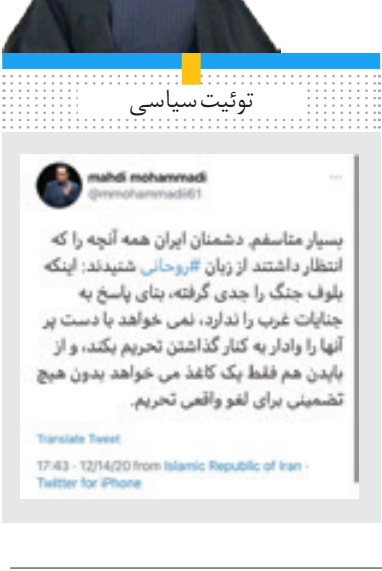 توئیت سیاسی
mahdi mohammadi
@mmohammadii61
بسیار متاسفم. دشمنان ایران همه آنچه را که
انتظار داشتند از زبان #روحانی شنیدند: اینکه
بلوف جنگ را جدی گرفته، بنای پاسخ به
جنایات غرب را ندارد، نمی خواهد با دست پر
آنها را وادار به کنار گذاشتن تحریم بکند، و از
بایدن هم فقط یک کاغذ می خواهد بدون هیچ
تضمینی برای لغو واقعی تحریم.
Translate Tweet
17:43 · 12/14/20 from Islamic Republic of Iran ·
Twitter for iPhone